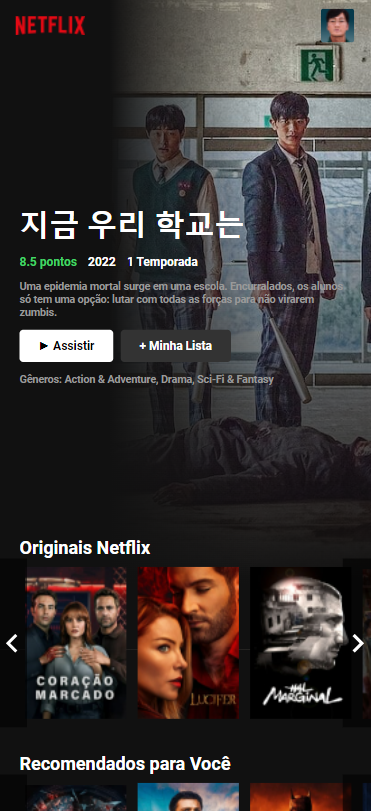 NETFLIX
지금 우리 학교는
8.5 pontos 2022 1 Temporada
Uma epidemia mortal surge em uma escola. Encurralados, os alunos
só tem uma opção: lutar com todas as forças para não virarem
zumbis.
► Assistir + Minha Lista
Gêneros: Action & Adventure, Drama, Sci-Fi & Fantasy
Originais Netflix
CORAÇÃO
MARCADO
LUCIFER
MARGINAL
Recomendados para Você